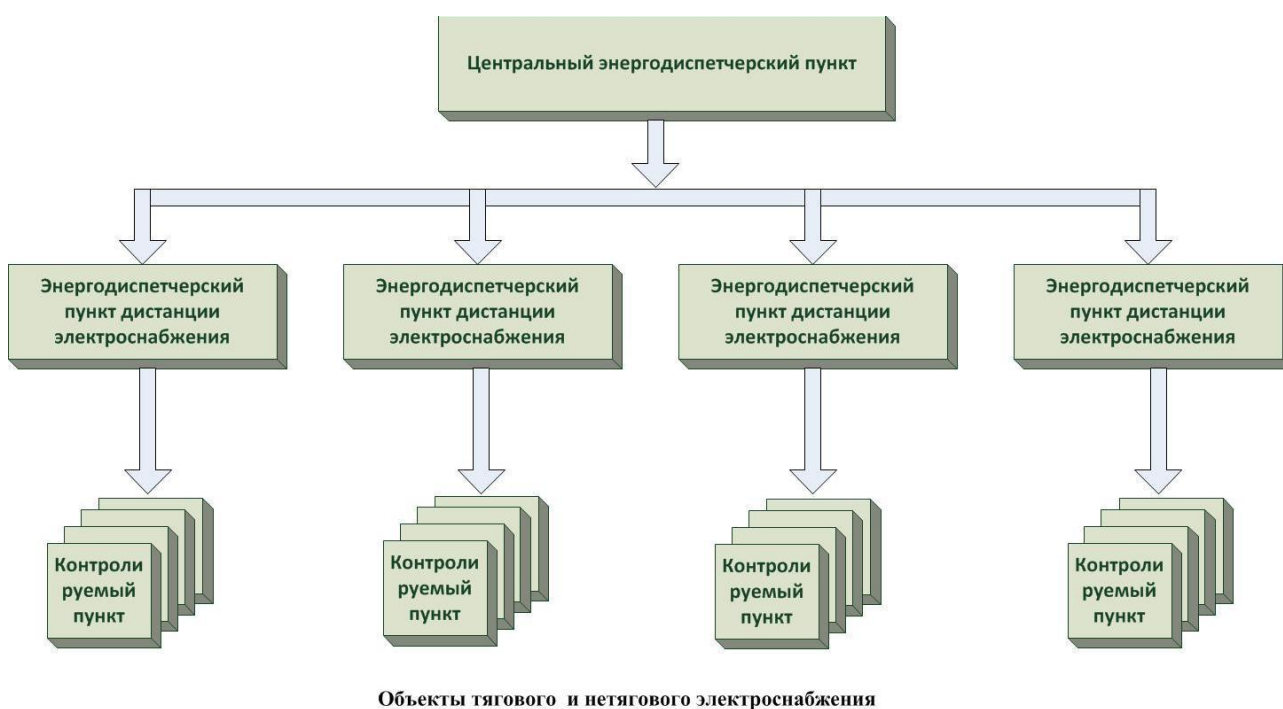 Центральный энергодиспетчерский пункт
Энергодиспетчерский
пункт дистанции
электроснабжения
Энергодиспетчерский
пункт дистанции
электроснабжения
Энергодиспетчерский
пункт дистанции
электроснабжения
Энергодиспетчерский
пункт дистанции
электроснабжения
Контроли
руемый
пункт
Контроли
руемый
пункт
Контроли
руемый
пункт
Контроли
руемый
пункт
Объекты тягового и нетягового электроснабжения